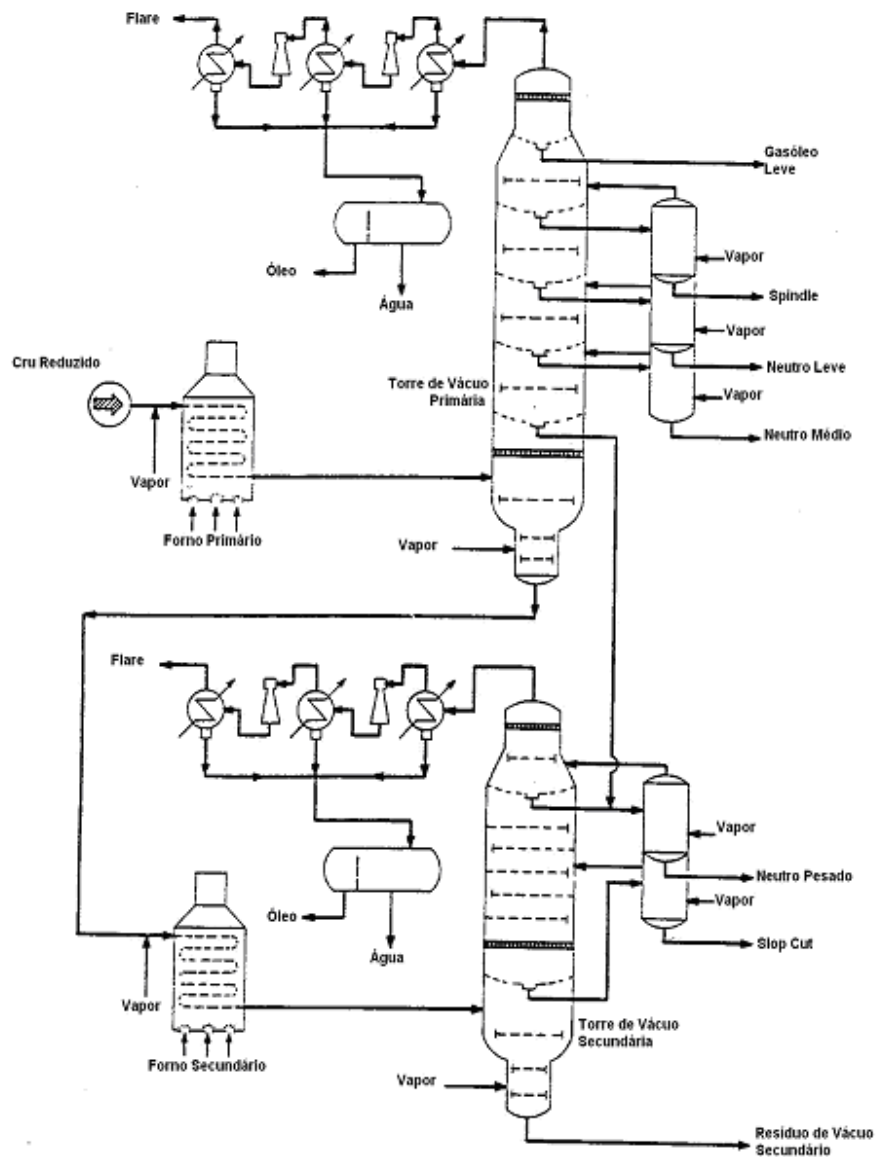 Flare
Gasóleo
Leve
Vapor
Óleo
Água
Spindle
Vapor
Cru Reduzido
Torre de Vácuo
Primária
Neutro Leve
Vapor
Neutro Médio
Vapor
Forno Primário
Vapor
Flare
Vapor
Neutro Pesado
Vapor
Óleo
Água
Slop Cut
Vapor
Torre de Vácuo
Secundária
Forno Secundário
Vapor
Resíduo de Vácuo
Secundário